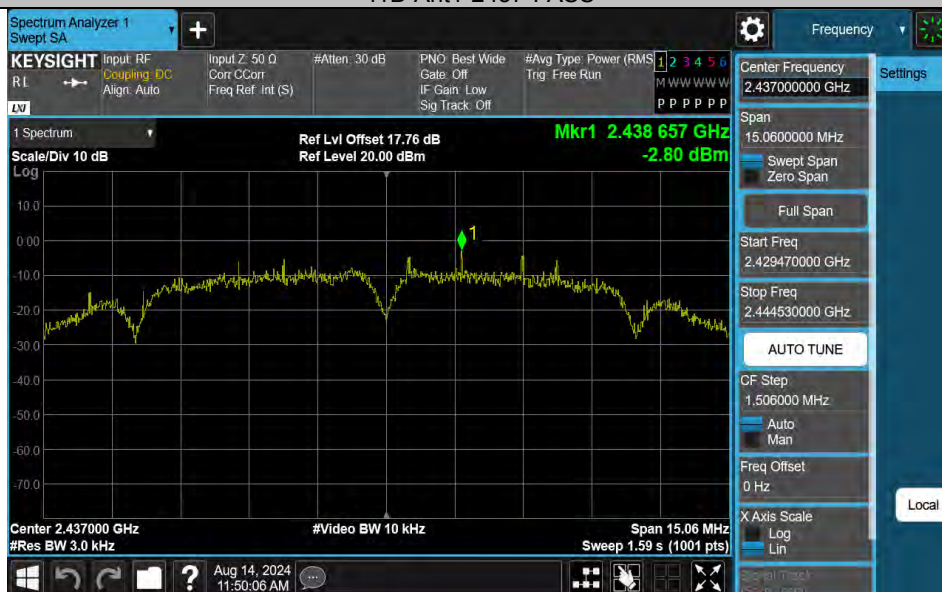 Spectrum Analyzer 1
Swept SA
+
Frequency
KEYSIGHT
RL
LXI
Input: RF
Coupling: DC
Align: Auto
Input Z: 50 Ω
Corr CCorr
Freq Ref: Int (S)
#Atten: 30 dB
PNO: Best Wide
Gate: Off
IF Gain: Low
Sig Track: Off
#Avg Type: Power (RMS
Trig: Free Run
1 2 3 4 5 6
M W W W W W
P P P P P P
1 Spectrum
Scale/Div 10 dB
Ref Lvl Offset 17.76 dB
Ref Level 20.00 dBm
Mkr1 2.438 657 GHz
-2.80 dBm
Log
10.0
0.00
-10.0
-20.0
-30.0
-40.0
-50.0
-60.0
-70.0
1
Center 2.437000 GHz
#Res BW 3.0 kHz
#Video BW 10 kHz
Span 15.06 MHz
Sweep 1.59 s (1001 pts)
Center Frequency
2.437000000 GHz
Span
15.0600000 MHz
Swept Span
Zero Span
Full Span
Start Freq
2.429470000 GHz
Stop Freq
2.444530000 GHz
AUTO TUNE
CF Step
1.506000 MHz
Auto
Man
Freq Offset
0 Hz
X Axis Scale
Log
Lin
Settings
Local
?
Aug 14, 2024
11:50:06 AM